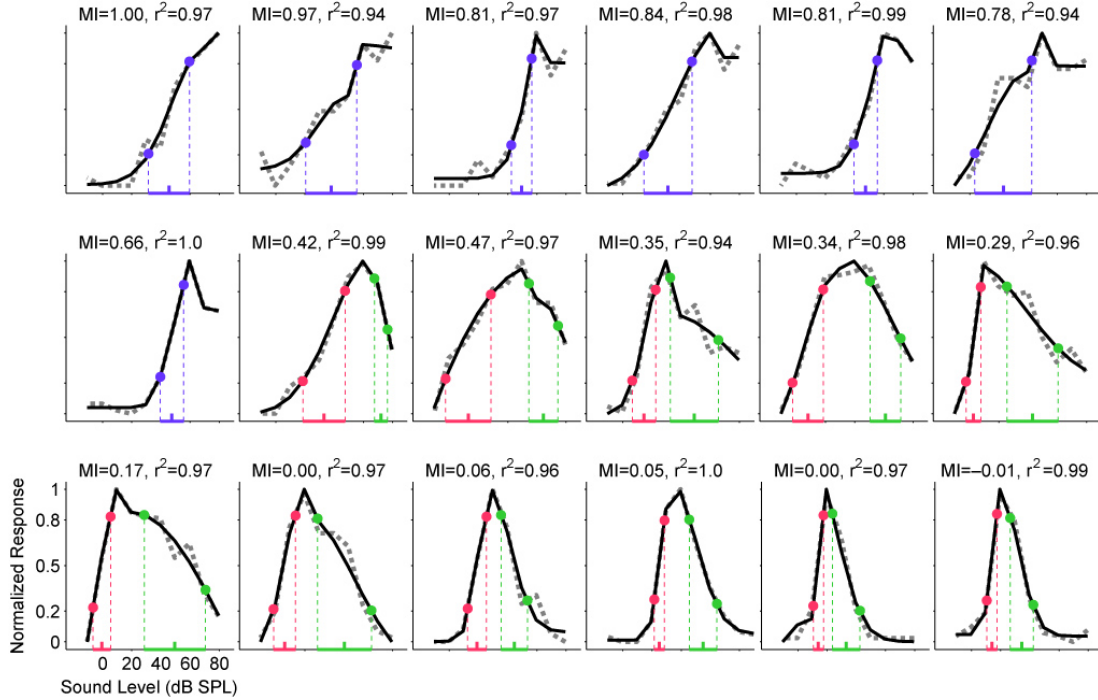 MI=1.00, r²=0.97
MI=0.97, r²=0.94
MI=0.81, r²=0.97
MI=0.84, r²=0.98
MI=0.81, r²=0.99
MI=0.78, r²=0.94
MI=0.66, r²=1.0
MI=0.42, r²=0.99
MI=0.47, r²=0.97
MI=0.35, r²=0.94
MI=0.34, r²=0.98
MI=0.29, r²=0.96
MI=0.17, r²=0.97
MI=0.00, r²=0.97
MI=0.06, r²=0.96
MI=0.05, r²=1.0
MI=0.00, r²=0.97
MI=–0.01, r²=0.99
Normalized Response
1
0.8
0.5
0.2
0
0 20 40 60 80
Sound Level (dB SPL)